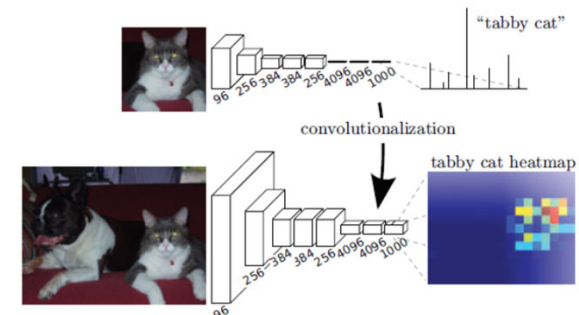 "tabby cat"
96 256 384 384 256 4096 4096 1000
convolutionalization
tabby cat heatmap
96 256 384 384 256 4096 4096 1000